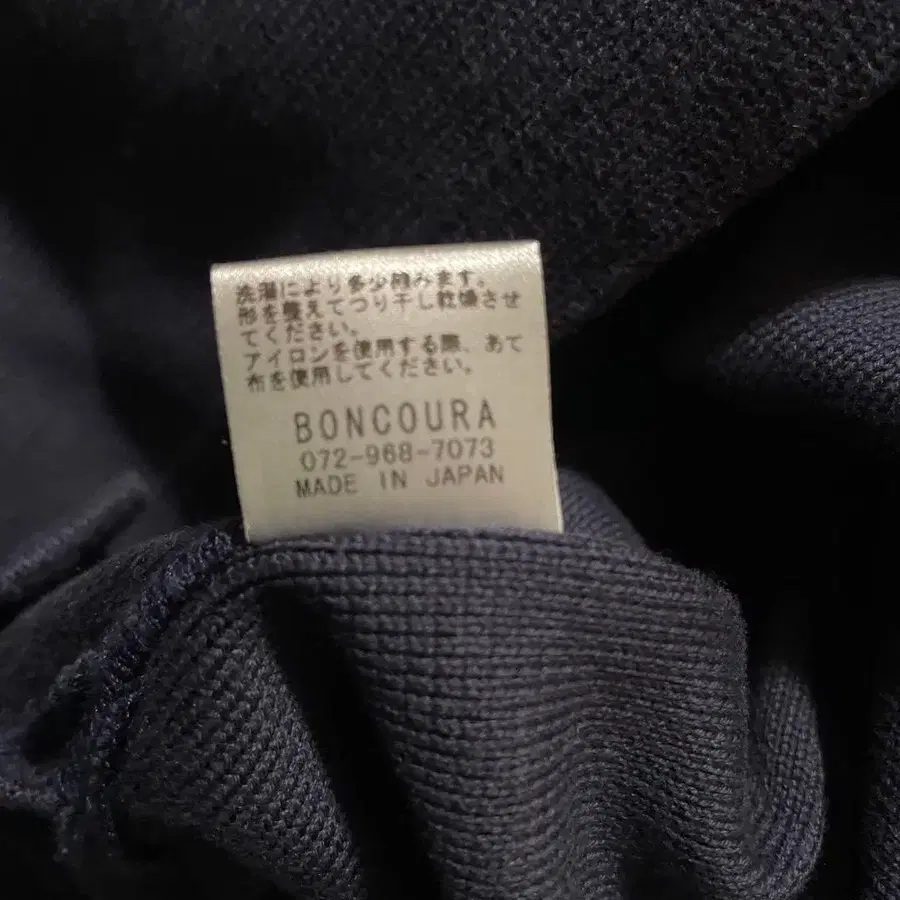 洗濯により多少縮みます。
形を整えてつり干し乾燥させ
てください。
アイロンを使用する際、あて
布を使用してください。
BONCOURA
072-968-7073
MADE IN JAPAN